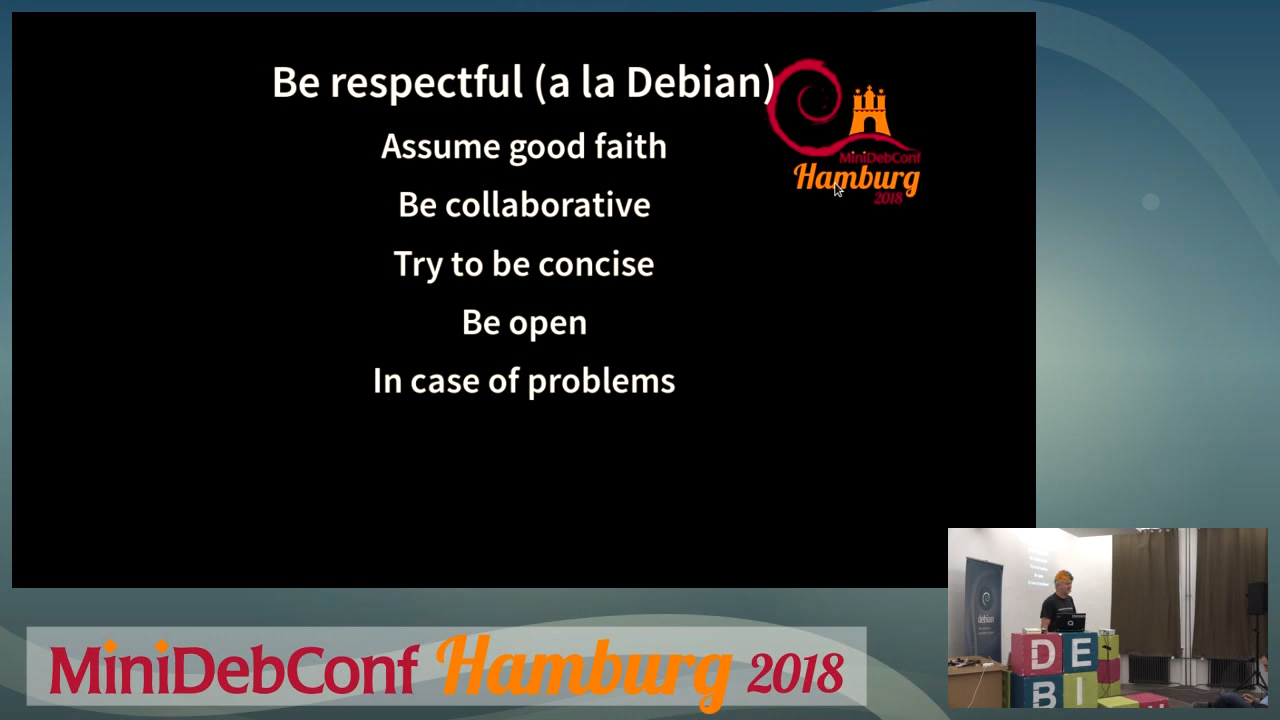 Be respectful (a la Debian)
Assume good faith
Be collaborative
Try to be concise
Be open
In case of problems
MiniDebConf
Hamburg
2018
debian
D E
B I
MiniDebConf Hamburg 2018